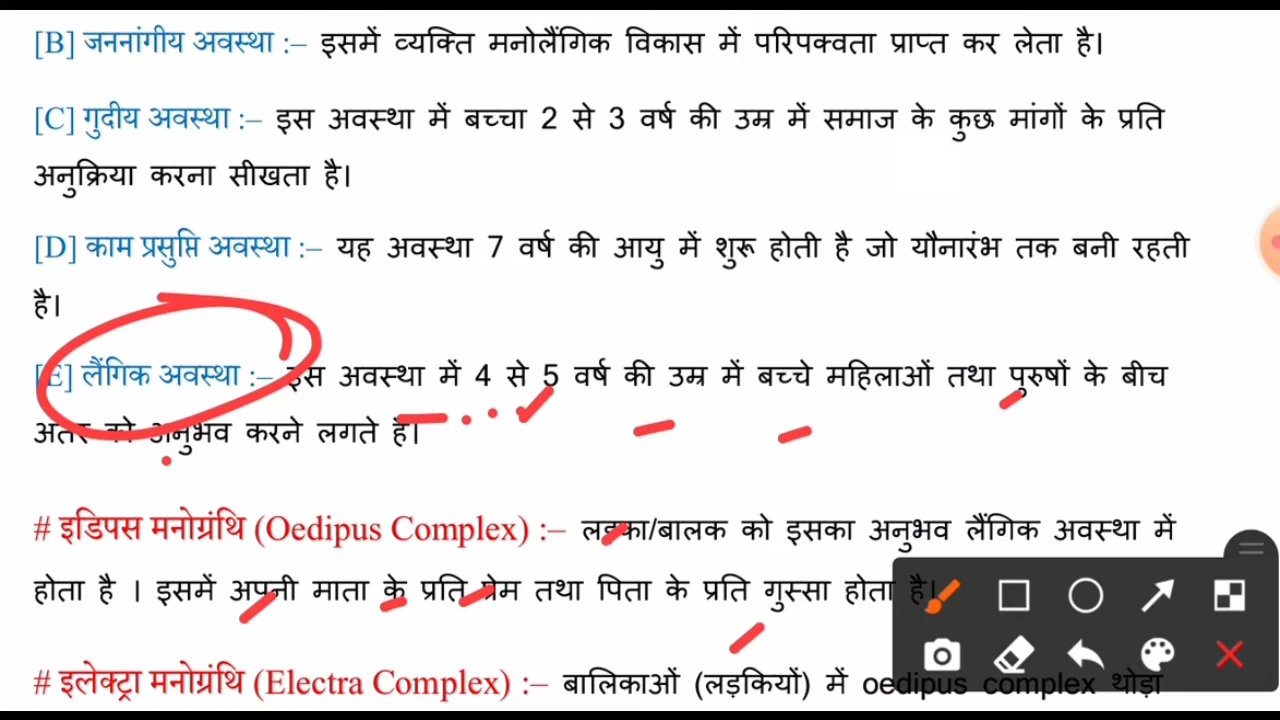 [B] जननांगीय अवस्था :– इसमें व्यक्ति मनोलैंगिक विकास में परिपक्वता प्राप्त कर लेता है।
[C] गुदीय अवस्था :– इस अवस्था में बच्चा 2 से 3 वर्ष की उम्र में समाज के कुछ मांगों के प्रति
अनुक्रिया करना सीखता है।
[D] काम प्रसुप्ति अवस्था :– यह अवस्था 7 वर्ष की आयु में शुरू होती है जो यौनारंभ तक बनी रहती
है।
[E] लैंगिक अवस्था :– इस अवस्था में 4 से 5 वर्ष की उम्र में बच्चे महिलाओं तथा पुरुषों के बीच
अंतर को अनुभव करने लगते हैं।
# इडिपस मनोग्रंथि (Oedipus Complex) :– लड़का/बालक को इसका अनुभव लैंगिक अवस्था में
होता है । इसमें अपनी माता के प्रति प्रेम तथा पिता के प्रति गुस्सा होता है।
# इलेक्ट्रा मनोग्रंथि (Electra Complex) :– बालिकाओं (लड़कियों) में oedipus complex थोड़ा